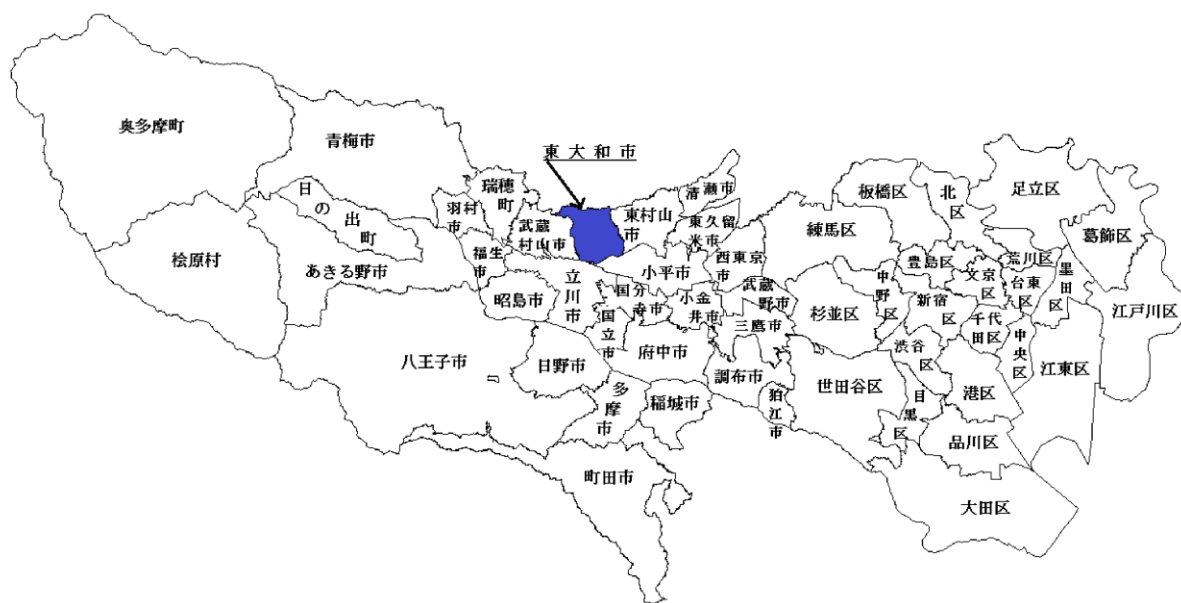 奥多摩町
青梅市
東大和市
日の出町
瑞穂町
羽村市
武蔵村山市
東村山市
清瀬市
東久留米市
板橋区
北区
足立区
葛飾区
桧原村
あきる野市
福生市
練馬区
西東京市
小平市
豊島区
文京区
荒川区
台東区
墨田区
江戸川区
昭島市
立川市
国分寺市
小金井市
武蔵野市
杉並区
中野区
新宿区
千代田区
中央区
八王子市
日野市
国立市
府中市
三鷹市
調布市
狛江市
世田谷区
渋谷区
目黒区
港区
江東区
多摩市
稲城市
品川区
町田市
大田区